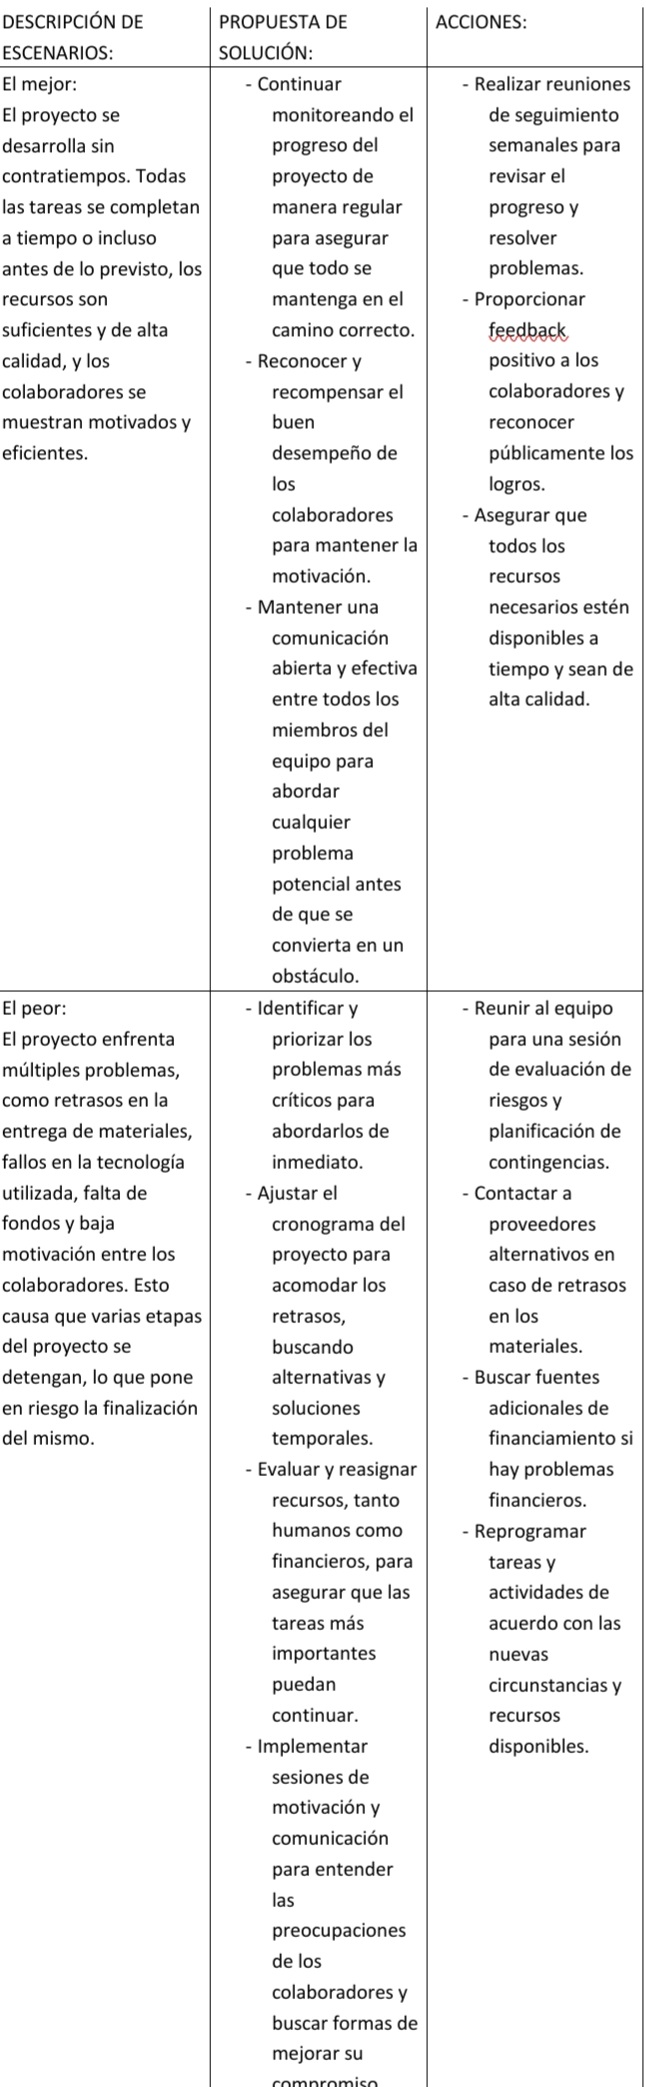 DESCRIPCIÓN DE
ESCENARIOS:
PROPUESTA DE
SOLUCIÓN:
ACCIONES:
El mejor:
El proyecto se
desarrolla sin
contratiempos. Todas
las tareas se completan
a tiempo o incluso
antes de lo previsto, los
recursos son
suficientes y de alta
calidad, y los
colaboradores se
muestran motivados y
eficientes.
- Continuar
monitoreando el
progreso del
proyecto de
manera regular
para asegurar
que todo se
mantenga en el
camino correcto.
- Reconocer y
recompensar el
buen
desempeño de
los
colaboradores
para mantener la
motivación.
- Mantener una
comunicación
abierta y efectiva
entre todos los
miembros del
equipo para
abordar
cualquier
problema
potencial antes
de que se
convierta en un
obstáculo.
- Realizar reuniones
de seguimiento
semanales para
revisar el
progreso y
resolver
problemas.
- Proporcionar
feedback
positivo a los
colaboradores y
reconocer
públicamente los
logros.
- Asegurar que
todos los
recursos
necesarios estén
disponibles a
tiempo y sean de
alta calidad.
El peor:
El proyecto enfrenta
múltiples problemas,
como retrasos en la
entrega de materiales,
fallos en la tecnología
utilizada, falta de
fondos y baja
motivación entre los
colaboradores. Esto
causa que varias etapas
del proyecto se
detengan, lo que pone
en riesgo la finalización
del mismo.
- Identificar y
priorizar los
problemas más
críticos para
abordarlos de
inmediato.
- Ajustar el
cronograma del
proyecto para
acomodar los
retrasos,
buscando
alternativas y
soluciones
temporales.
- Evaluar y reasignar
recursos, tanto
humanos como
financieros, para
asegurar que las
tareas más
importantes
puedan
continuar.
- Implementar
sesiones de
motivación y
comunicación
para entender
las
preocupaciones
de los
colaboradores y
buscar formas de
mejorar su
compromiso
- Reunir al equipo
para una sesión
de evaluación de
riesgos y
planificación de
contingencias.
- Contactar a
proveedores
alternativos en
caso de retrasos
en los
materiales.
- Buscar fuentes
adicionales de
financiamiento si
hay problemas
financieros.
- Reprogramar
tareas y
actividades de
acuerdo con las
nuevas
circunstancias y
recursos
disponibles.